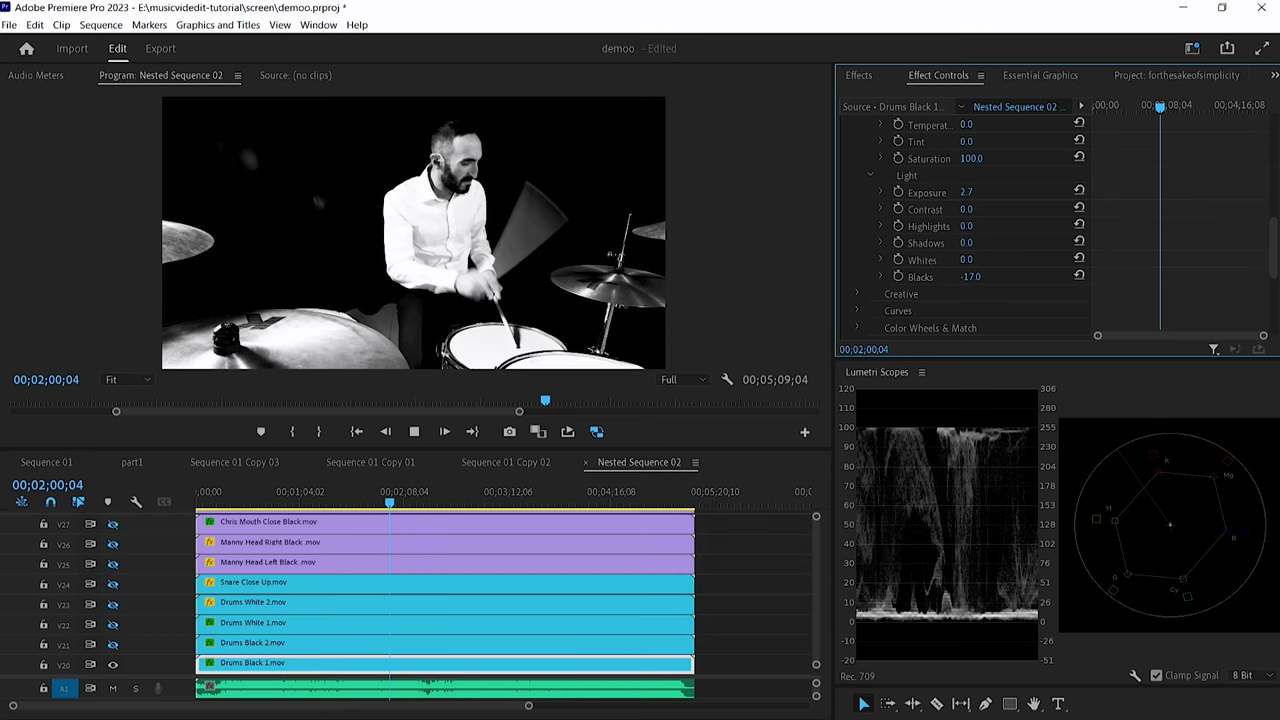 Adobe Premiere Pro 2023 - E:\musicvidedit-tutorial\screen\demoo.prproj *
File Edit Clip Sequence Markers Graphics and Titles View Window Help
Import Edit Export
demoo - Edited
Audio Meters Program: Nested Sequence 02 Source: (no clips)
00;02;00;04 Fit Full 00;05;09;04
Effects Effect Controls Essential Graphics Project: forthesakeofsimplicity
Source • Drums Black 1... Nested Sequence 02 ... ;00;00 00;04;16;08
Temperat... 0.0
Tint 0.0
Saturation 100.0
Light
Exposure 2.7
Contrast 0.0
Highlights 0.0
Shadows 0.0
Whites 0.0
Blacks -17.0
Creative
Curves
Color Wheels & Match
00;02;00;04
Lumetri Scopes
120 306
110 280
100 255
90 230
80 204
70 178
60 153
50 128
40 102
30 76
20 51
10 26
0 0
-10 -26
-20 -51
R Mg B Cy G Yl
Rec. 709 Clamp Signal 8 Bit
Sequence 01 part1 Sequence 01 Copy 03 Sequence 01 Copy 01 Sequence 01 Copy 02 Nested Sequence 02
00;02;00;04
;00;00 00;01;04;02 00;02;08;04 00;03;12;06 00;04;16;08 00;05;20;10 00;0
V27 Chris Mouth Close Black.mov
V26 Manny Head Right Black .mov
V25 Manny Head Left Black .mov
V24 Snare Close Up.mov
V23 Drums White 2.mov
V22 Drums White 1.mov
V21 Drums Black 2.mov
V20 Drums Black 1.mov
A1 M S